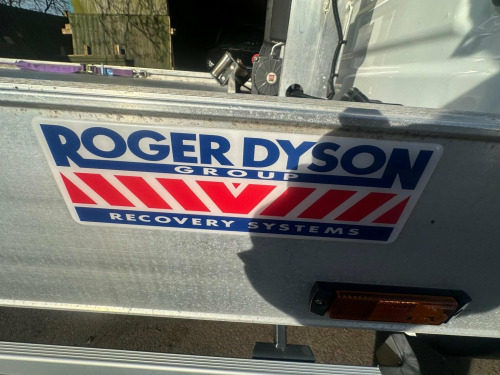 ROGER DYSON
GROUP
RECOVERY SYSTEMS